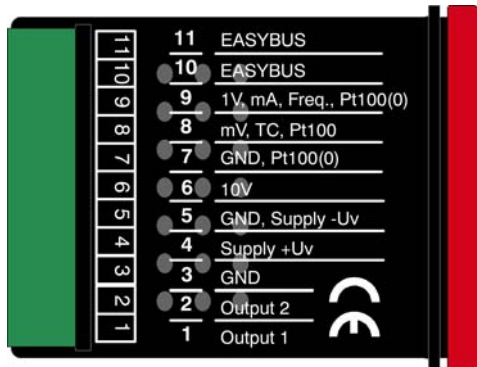 11 11 EASYBUS
10 10 EASYBUS
9 9 1V, mA, Freq., Pt100(0)
8 8 mV, TC, Pt100
7 7 GND, Pt100(0)
6 6 10V
5 5 GND, Supply -Uv
4 4 Supply +Uv
3 3 GND
2 2 Output 2
1 1 Output 1
CE